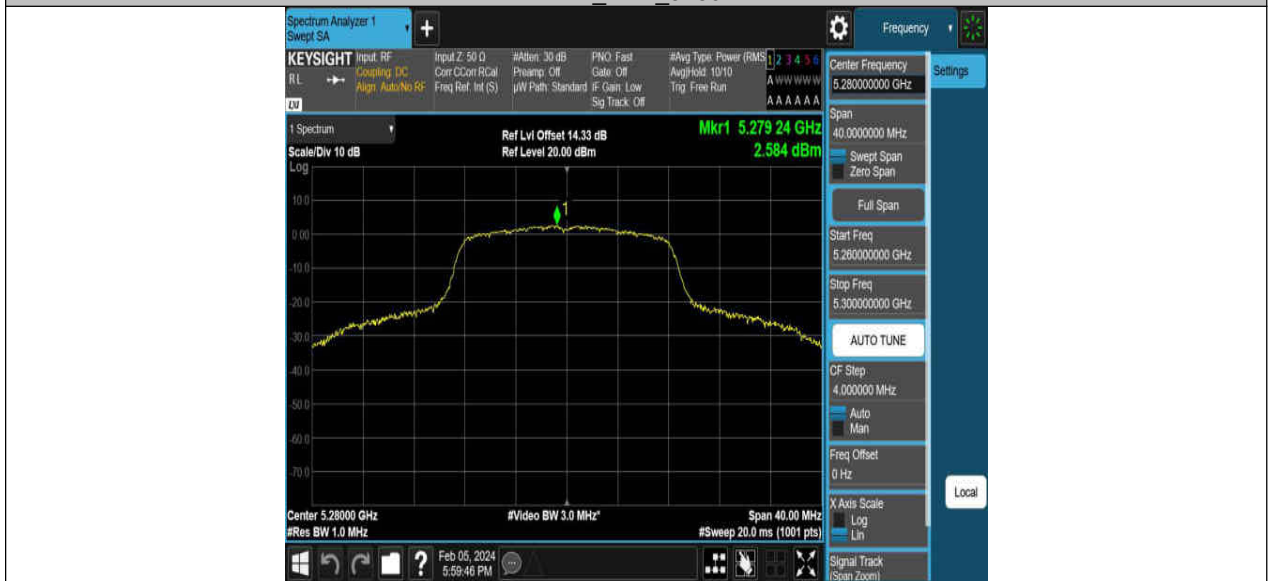 Spectrum Analyzer 1
Swept SA
+
Frequency
KEYSIGHT
RL
LXI
Input: RF
Coupling: DC
Align: Auto/No RF
Input Z: 50 Ω
Corr CCorr RCal
Freq Ref: Int (S)
#Atten: 30 dB
Preamp: Off
µW Path: Standard
PNO: Fast
Gate: Off
IF Gain: Low
Sig Track: Off
#Avg Type: Power (RMS
Avg|Hold: 10/10
Trig: Free Run
1 2 3 4 5 6
A W W W W W
A A A A A A
1 Spectrum
Scale/Div 10 dB
Log
Ref Lvl Offset 14.33 dB
Ref Level 20.00 dBm
Mkr1 5.279 24 GHz
2.584 dBm
10.0
0.00
-10.0
-20.0
-30.0
-40.0
-50.0
-60.0
-70.0
1
Center 5.28000 GHz
#Res BW 1.0 MHz
#Video BW 3.0 MHz*
Span 40.00 MHz
#Sweep 20.0 ms (1001 pts)
Feb 05, 2024
5:59:46 PM
?
Center Frequency
5.280000000 GHz
Settings
Span
40.0000000 MHz
Swept Span
Zero Span
Full Span
Start Freq
5.260000000 GHz
Stop Freq
5.300000000 GHz
AUTO TUNE
CF Step
4.000000 MHz
Auto
Man
Freq Offset
0 Hz
X Axis Scale
Log
Lin
Signal Track
(Span Zoom)
Local